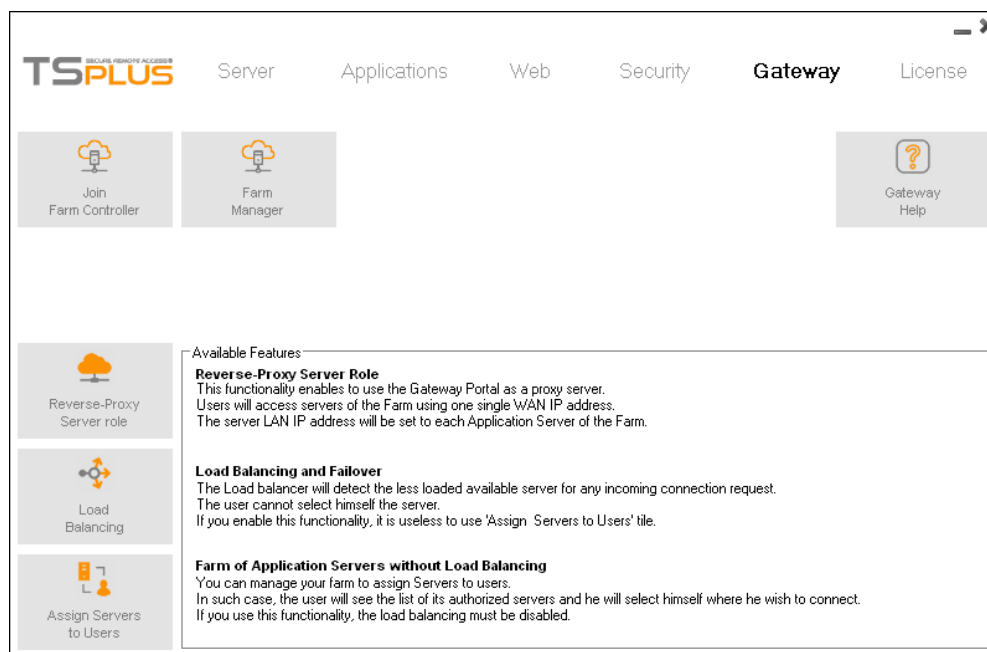 SECURE REMOTE ACCESS®
TSPLUS
Server
Applications
Web
Security
Gateway
License
Join
Farm Controller
Farm
Manager
Gateway
Help
Reverse-Proxy
Server role
Load
Balancing
Assign Servers
to Users
Available Features
Reverse-Proxy Server Role
This functionality enables to use the Gateway Portal as a proxy server.
Users will access servers of the Farm using one single WAN IP address.
The server LAN IP address will be set to each Application Server of the Farm.
Load Balancing and Failover
The Load balancer will detect the less loaded available server for any incoming connection request.
The user cannot select himself the server.
If you enable this functionality, it is useless to use 'Assign  Servers to Users' tile.
Farm of Application Servers without Load Balancing
You can manage your farm to assign Servers to users.
In such case, the user will see the list of its authorized servers and he will select himself where he wish to connect.
If you use this functionality, the load balancing must be disabled.